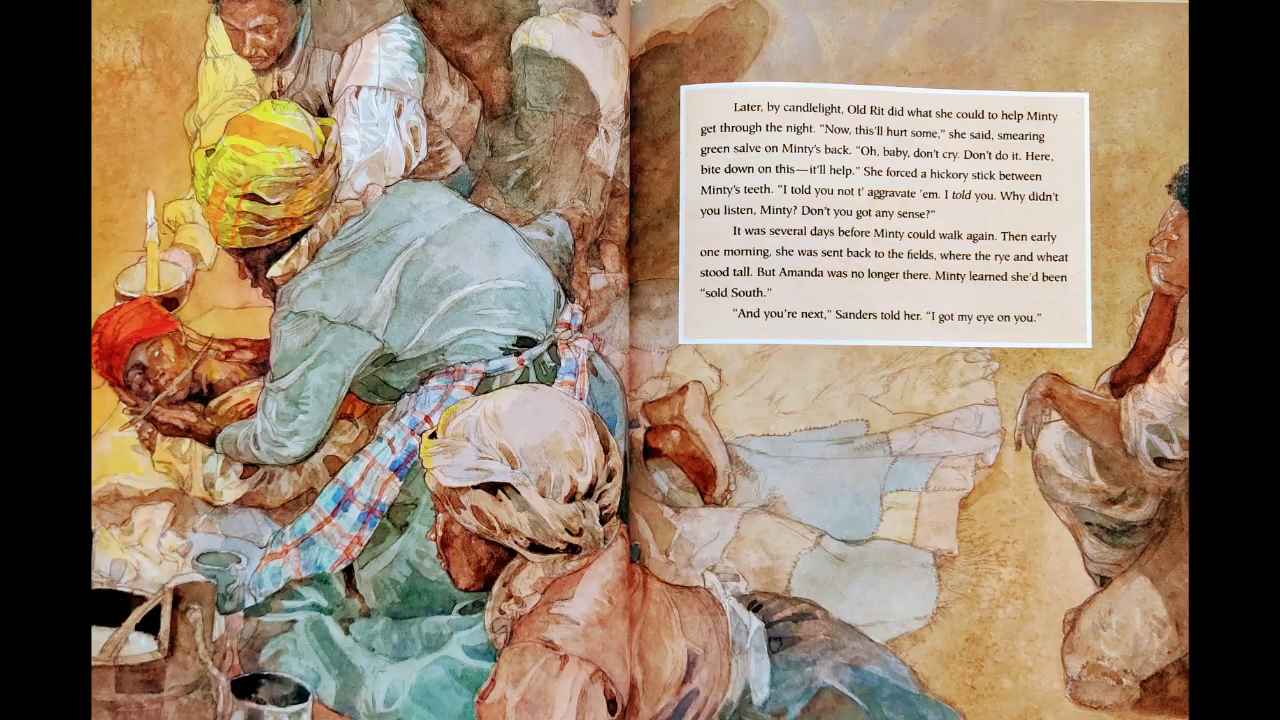 Later, by candlelight, Old Rit did what she could to help Minty
get through the night. “Now, this’ll hurt some,” she said, smearing
green salve on Minty’s back. “Oh, baby, don’t cry. Don’t do it. Here,
bite down on this—it’ll help.” She forced a hickory stick between
Minty’s teeth. “I told you not t’ aggravate ’em. I told you. Why didn’t
you listen, Minty? Don’t you got any sense?”
It was several days before Minty could walk again. Then early
one morning, she was sent back to the fields, where the rye and wheat
stood tall. But Amanda was no longer there. Minty learned she’d been
“sold South.”
“And you’re next,” Sanders told her. “I got my eye on you.”